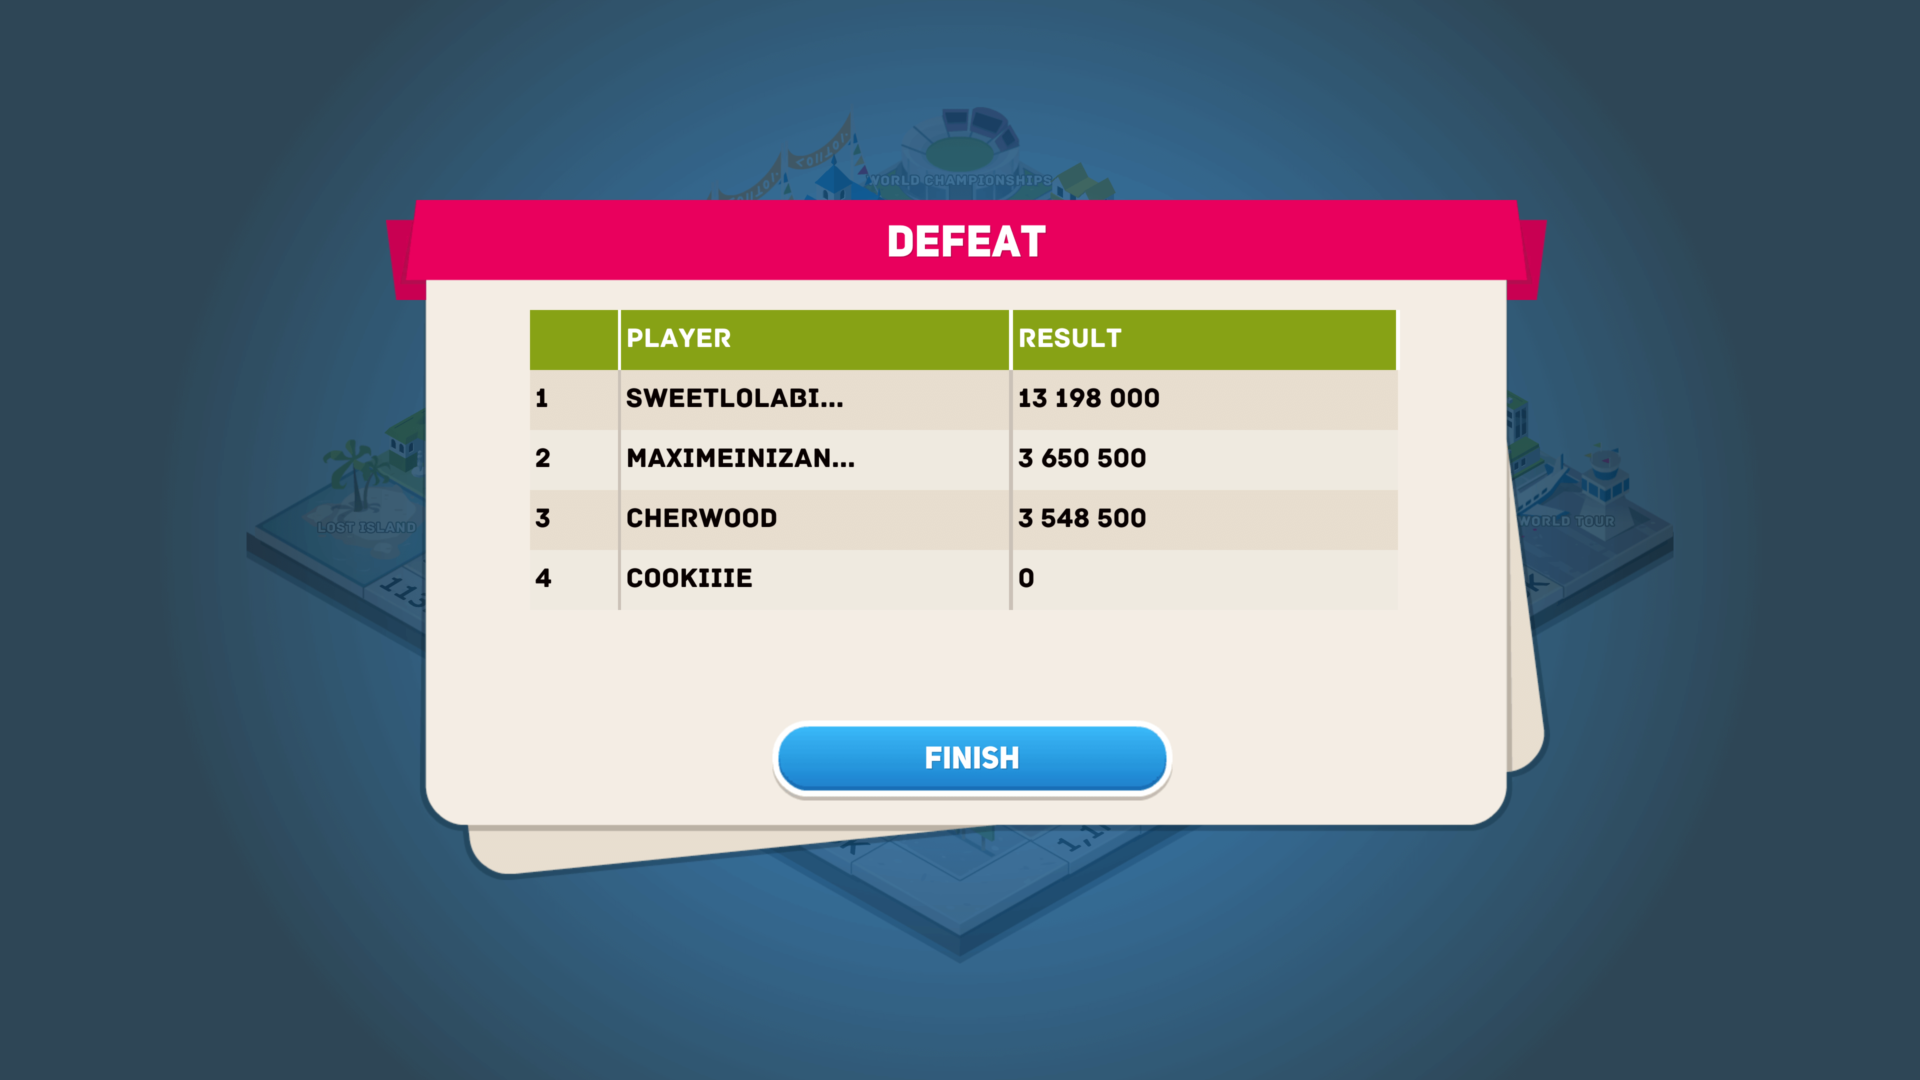 WORLD CHAMPIONSHIPS
DEFEAT
PLAYER RESULT
1 SWEETLOLABI... 13 198 000
2 MAXIMEINIZAN... 3 650 500
3 CHERWOOD 3 548 500
4 COOKIIIE 0
LOST ISLAND
WORLD TOUR
FINISH